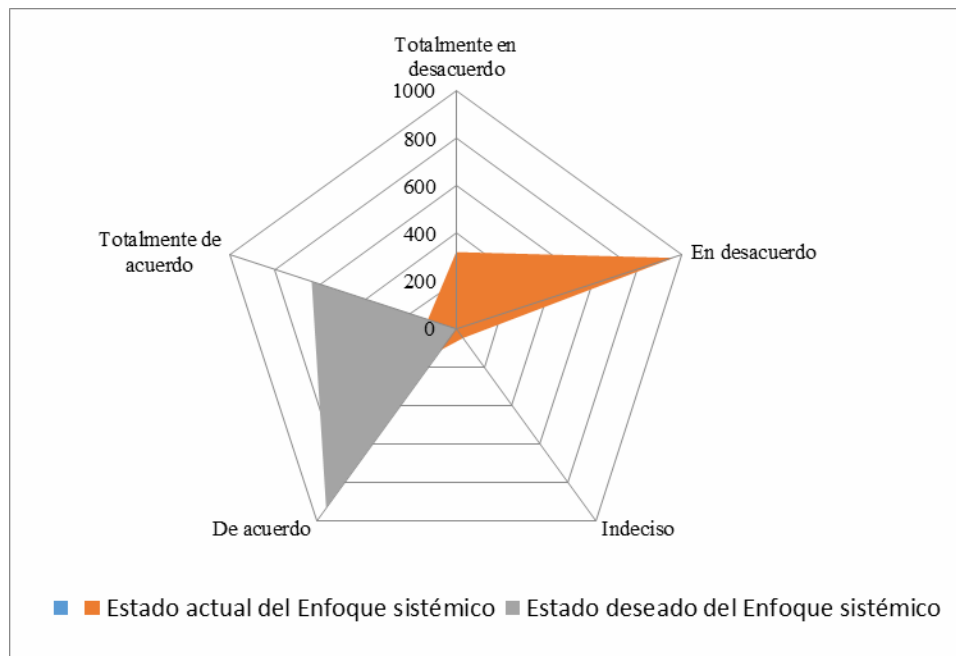 Totalmente en
desacuerdo
1000
800
600
400
200
0
En desacuerdo
Totalmente de
acuerdo
De acuerdo
Indeciso
Estado actual del Enfoque sistémico
Estado deseado del Enfoque sistémico